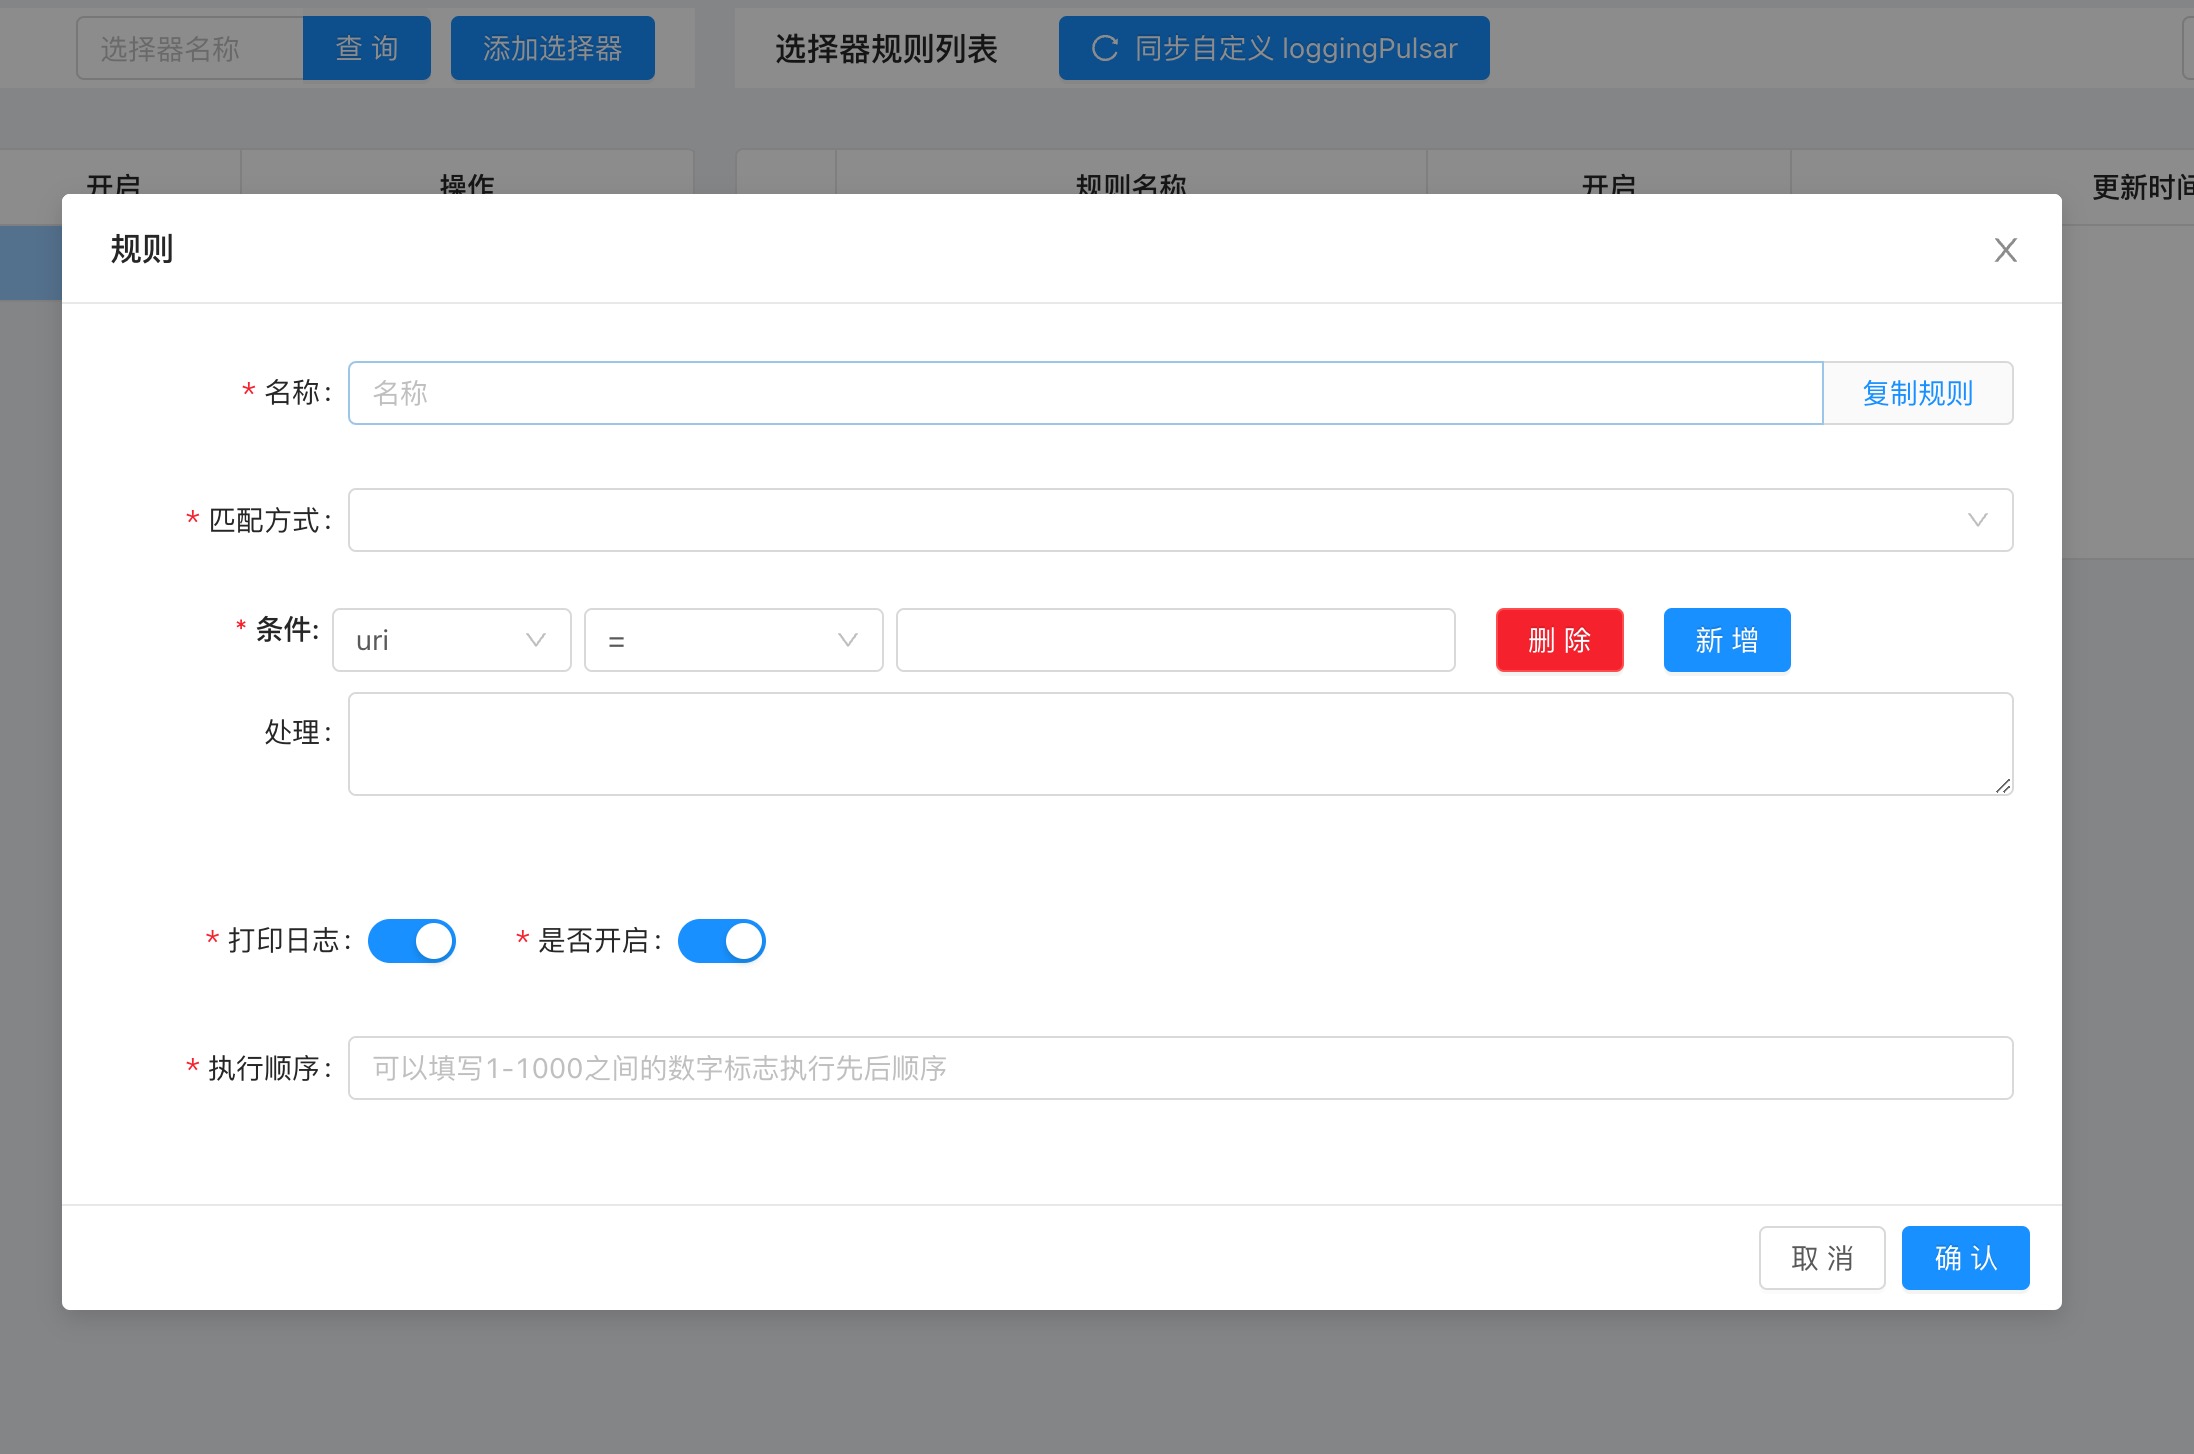 选择器名称 查 询 添加选择器 选择器规则列表 同步自定义 loggingPulsar
开启 操作 规则名称 开启 更新时间
规则
* 名称: 名称 复制规则
* 匹配方式:
* 条件: uri = 删 除 新 增
处理:
* 打印日志: * 是否开启:
* 执行顺序: 可以填写1-1000之间的数字标志执行先后顺序
取 消 确 认